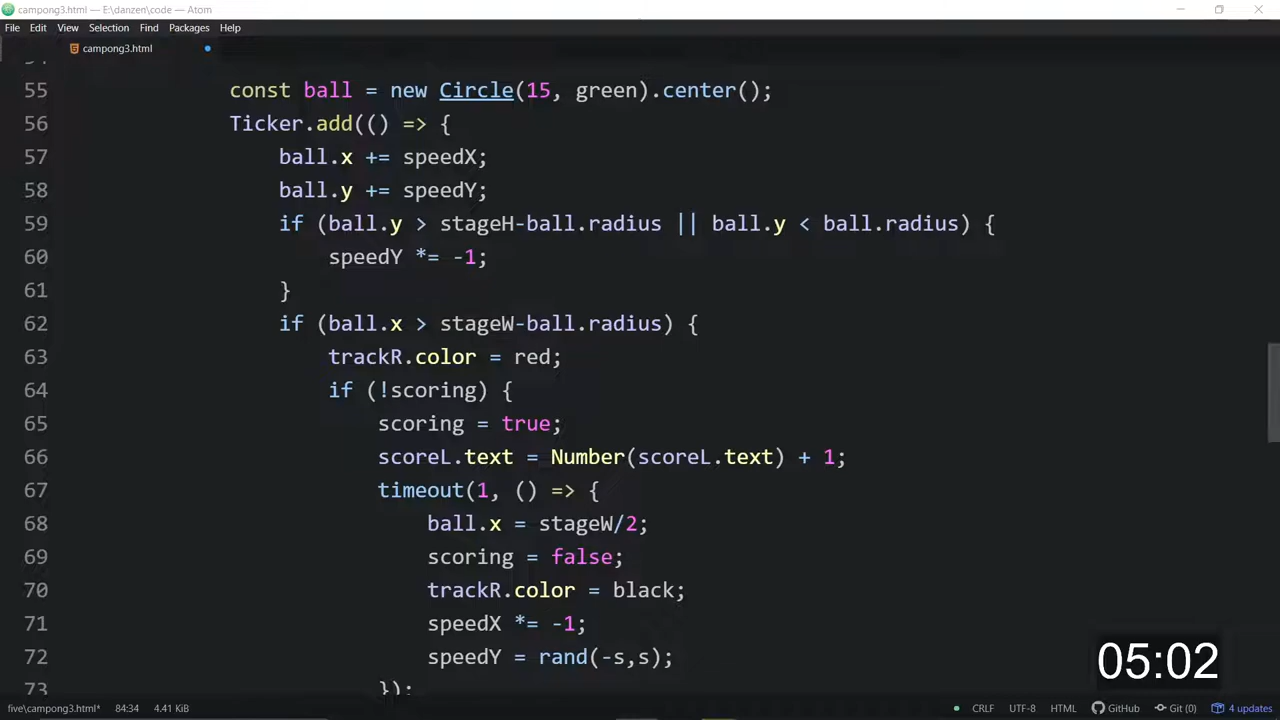 campong3.html — E:\danzen\code — Atom
File Edit View Selection Find Packages Help
campong3.html
55 const ball = new Circle(15, green).center();
56 Ticker.add(() => {
57 ball.x += speedX;
58 ball.y += speedY;
59 if (ball.y > stageH-ball.radius || ball.y < ball.radius) {
60 speedY *= -1;
61 }
62 if (ball.x > stageW-ball.radius) {
63 trackR.color = red;
64 if (!scoring) {
65 scoring = true;
66 scoreL.text = Number(scoreL.text) + 1;
67 timeout(1, () => {
68 ball.x = stageW/2;
69 scoring = false;
70 trackR.color = black;
71 speedX *= -1;
72 speedY = rand(-s,s);
73 });
05:02
five\campong3.html* 84:34 4.41 KiB CRLF UTF-8 HTML GitHub Git (0) 4 updates